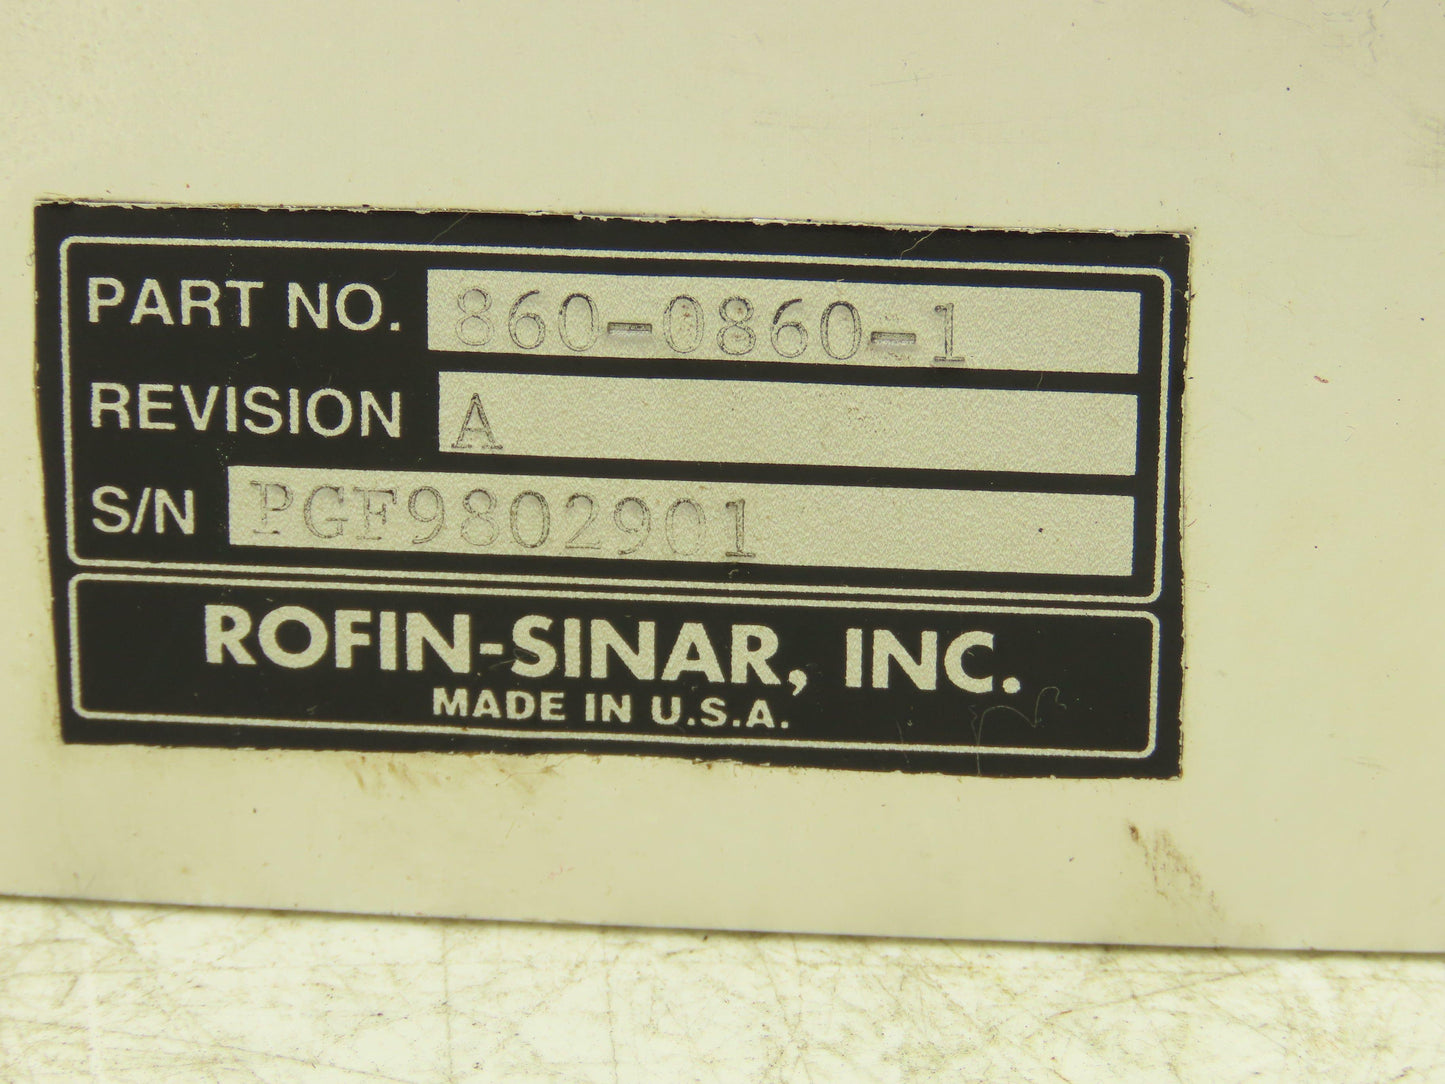 PART NO. 860-0860-1
REVISION A
S/N PGF9802901
ROFIN-SINAR, INC.
MADE IN U.S.A.